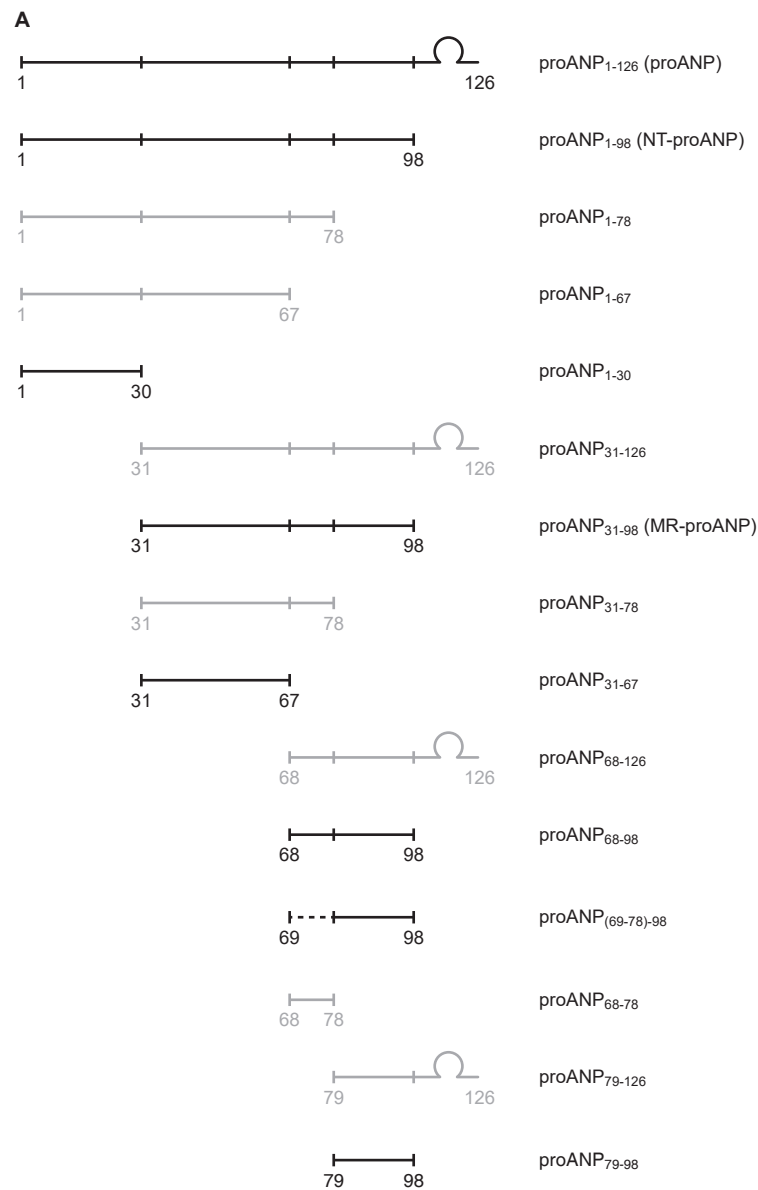 A
proANP1-126 (proANP)
1 126
proANP1-98 (NT-proANP)
1 98
proANP1-78
1 78
proANP1-67
1 67
proANP1-30
1 30
proANP31-126
31 126
proANP31-98 (MR-proANP)
31 98
proANP31-78
31 78
proANP31-67
31 67
proANP68-126
68 126
proANP68-98
68 98
proANP(69-78)-98
69 98
proANP68-78
68 78
proANP79-126
79 126
proANP79-98
79 98